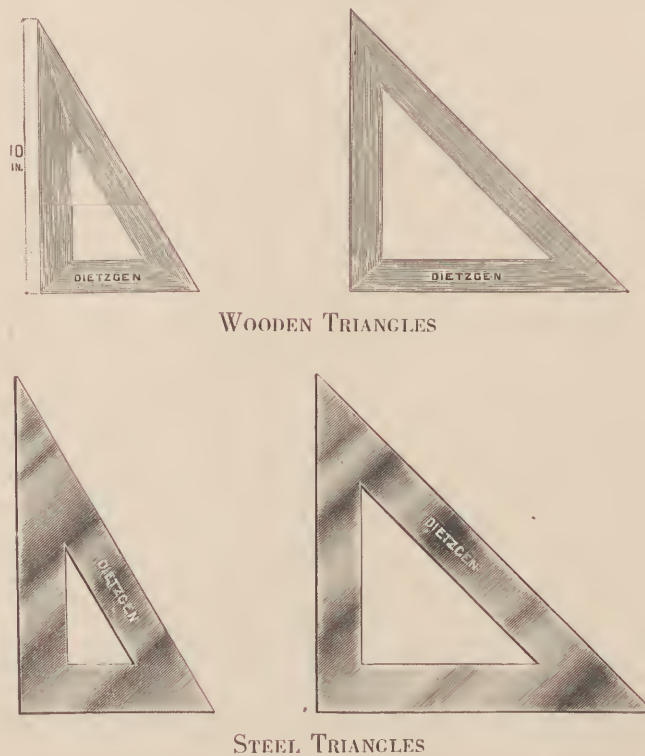 10
IN.
DIETZGEN
DIETZGEN
WOODEN TRIANGLES
DIETZGEN
DIETZGEN
STEEL TRIANGLES